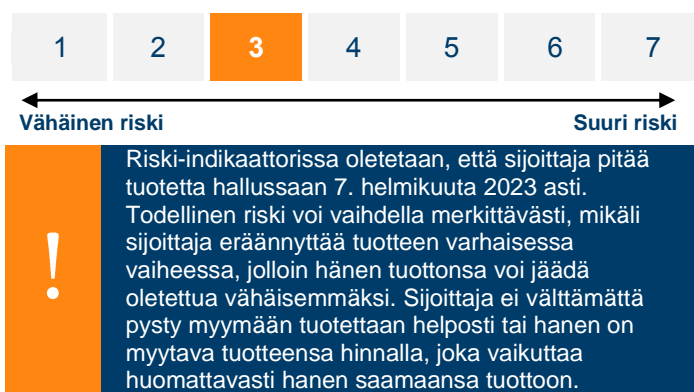 1 2 3 4 5 6 7
Vähäinen riski Suuri riski
Riski-indikaattorissa oletetaan, että sijoittaja pitää
tuotetta hallussaan 7. helmikuuta 2023 asti.
Todellinen riski voi vaihdella merkittävästi, mikäli
sijoittaja eräännyttää tuotteen varhaisessa
vaiheessa, jolloin hänen tuottonsa voi jäädä
oletettua vähäisemmäksi. Sijoittaja ei välttämättä
pysty myymään tuotettaan helposti tai hanen on
myytava tuotteensa hinnalla, joka vaikuttaa
huomattavasti hanen saamaansa tuottoon.
!